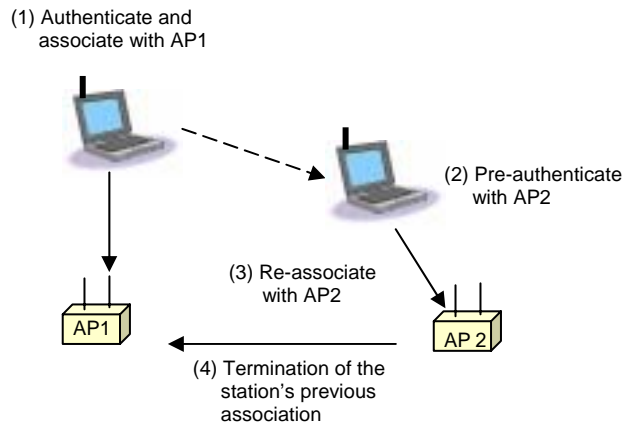 (1) Authenticate and
associate with AP1
(2) Pre-authenticate
with AP2
(3) Re-associate
with AP2
AP1
AP 2
(4) Termination of the
station's previous
association